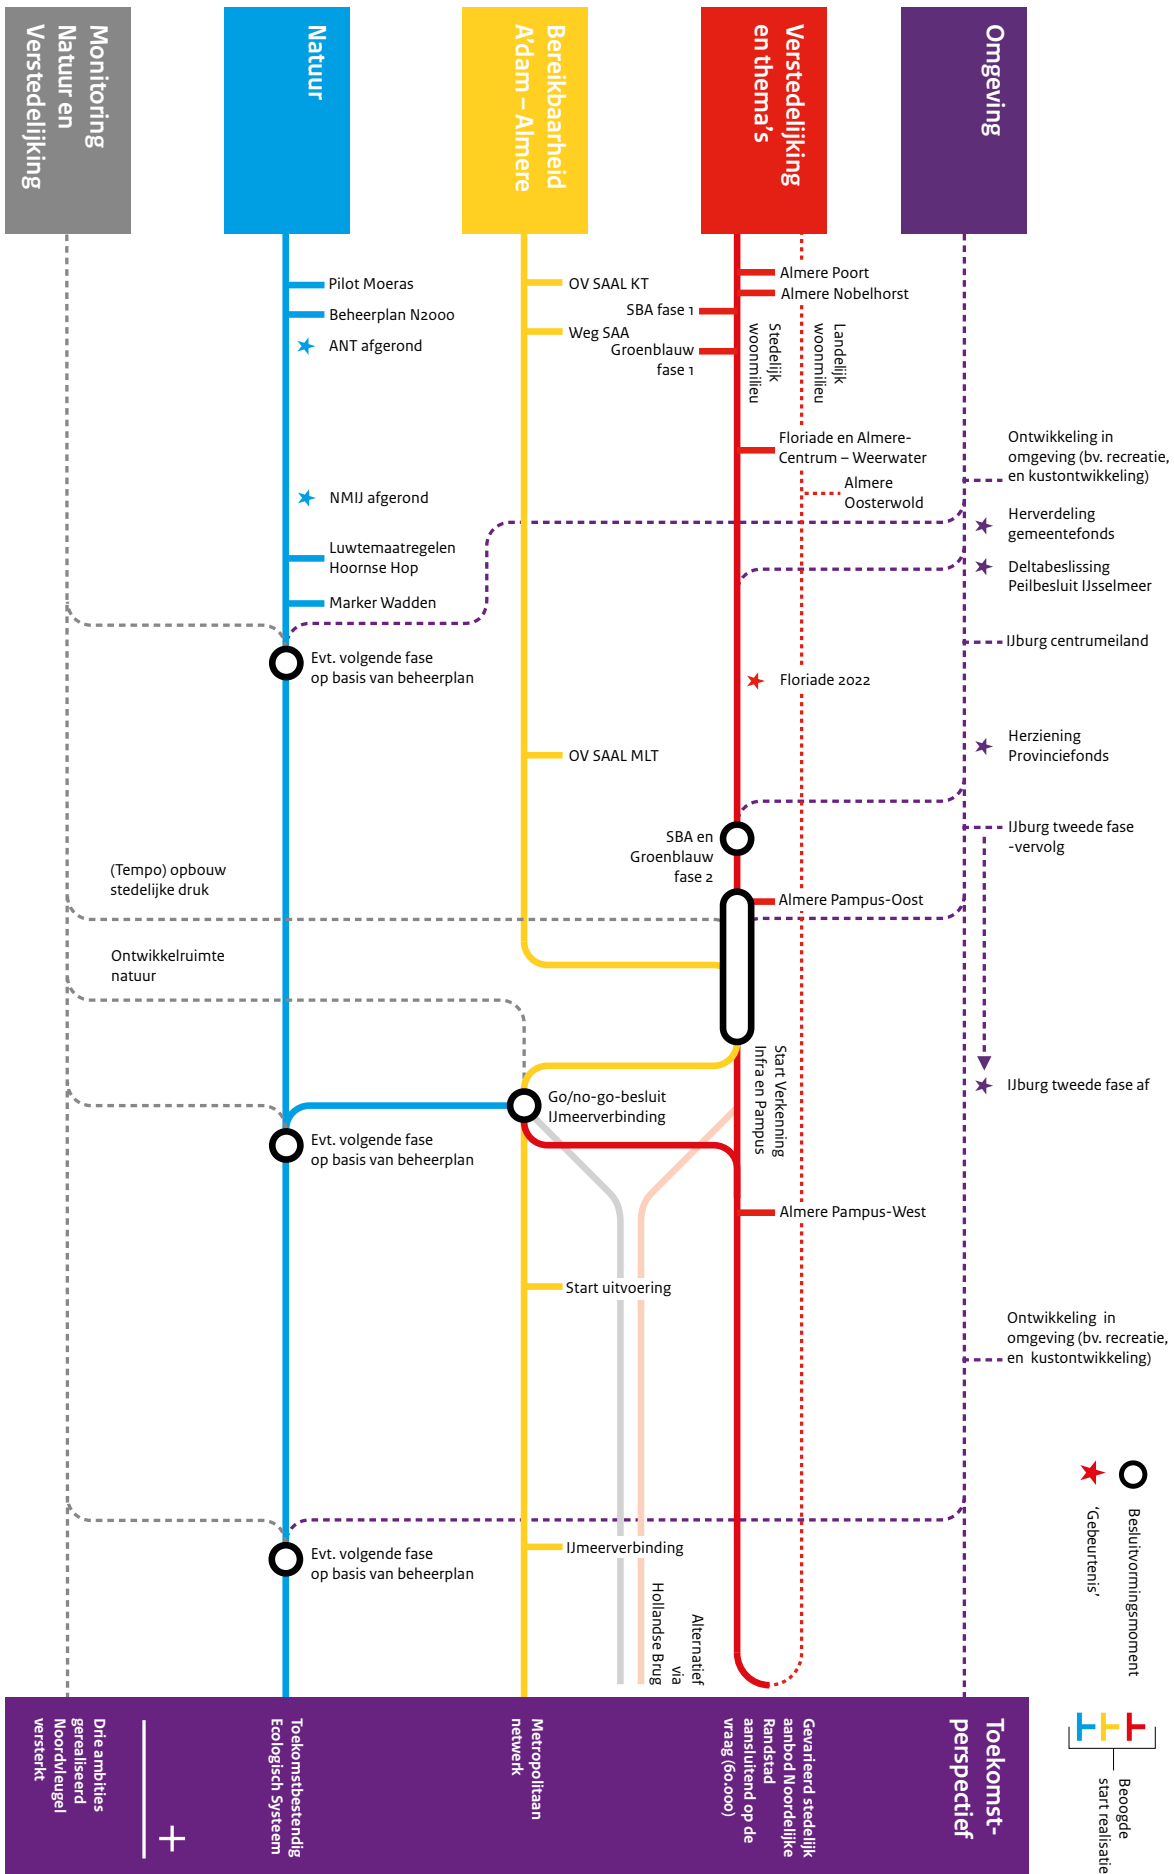 Monitoring
Natuur en
Verstedelijking
Natuur
Bereikbaarheid
A'dam – Almere
Verstedelijking
en thema's
Omgeving
Pilot Moeras
Beheerplan N2000
ANT afgerond
NMIJ afgerond
Luwtemaatregelen
Hoornse Hop
Marker Wadden
Evt. volgende fase
op basis van beheerplan
(Tempo) opbouw
stedelijke druk
Ontwikkelruimte
natuur
Evt. volgende fase
op basis van beheerplan
Evt. volgende fase
op basis van beheerplan
OV SAAL KT
Weg SAA
OV SAAL MLT
Go/no-go-besluit
IJmeerverbinding
Start uitvoering
IJmeerverbinding
SBA fase 1
Groenblauw
fase 1
Almere Poort
Almere Nobelhorst
Stedelijk
woonmilieu
Landelijk
woonmilieu
Floriade en Almere-
Centrum – Weerwater
Almere
Oosterwold
Floriade 2022
SBA en
Groenblauw
fase 2
Almere Pampus-Oost
Start Verkenning
Infra en Pampus
Almere Pampus-West
Alternatief
via
Hollandse Brug
Ontwikkeling in
omgeving (bv. recreatie,
en kustontwikkeling)
Herverdeling
gemeentefonds
Deltabeslissing
Peilbesluit IJsselmeer
IJburg centrumeiland
Herziening
Provinciefonds
IJburg tweede fase
-vervolg
IJburg tweede fase af
Ontwikkeling in
omgeving (bv. recreatie,
en kustontwikkeling)
Besluitvormingsmoment
'Gebeurtenis'
Beoogde
start realisatie
Toekomst-
perspectief
Gevarieerd stedelijk
aanbod Noordelijke
Randstad
aansluitend op de
vraag (60.000)
Metropolitaan
netwerk
Toekomstbestendig
Ecologisch Systeem
+
Drie ambities
gerealiseerd
Noordvleugel
versterkt